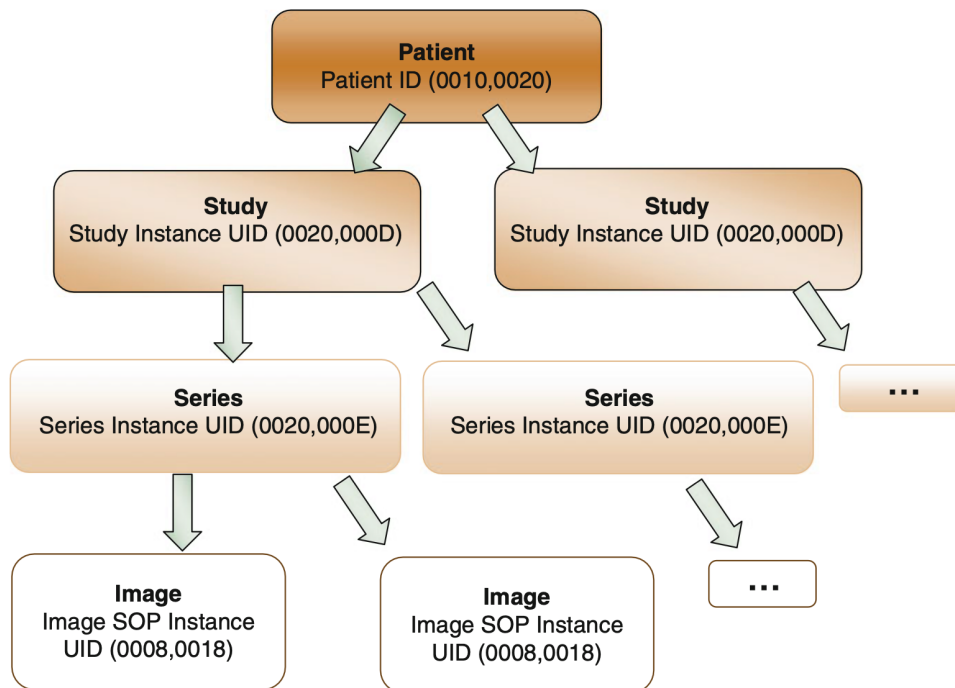 Patient
Patient ID (0010,0020)
Study
Study Instance UID (0020,000D)
Study
Study Instance UID (0020,000D)
Series
Series Instance UID (0020,000E)
Series
Series Instance UID (0020,000E)
...
Image
Image SOP Instance
UID (0008,0018)
Image
Image SOP Instance
UID (0008,0018)
...